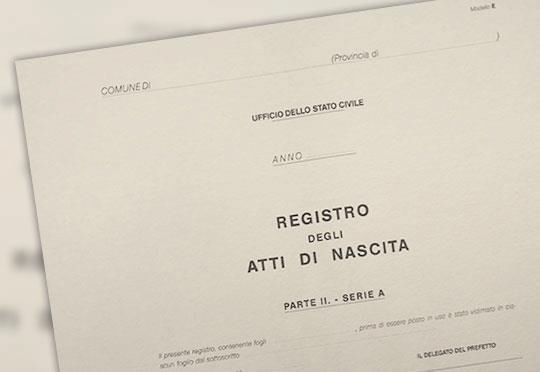 Modello R.
COMUNE DI (Provincia di )
UFFICIO DELLO STATO CIVILE
ANNO
REGISTRO
DEGLI
ATTI DI NASCITA
PARTE II. - SERIE A
Il presente registro, contenente fogli , prima di essere posto in uso è stato vidimato in cia-
scun foglio dal sottoscritto
IL DELEGATO DEL PREFETTO